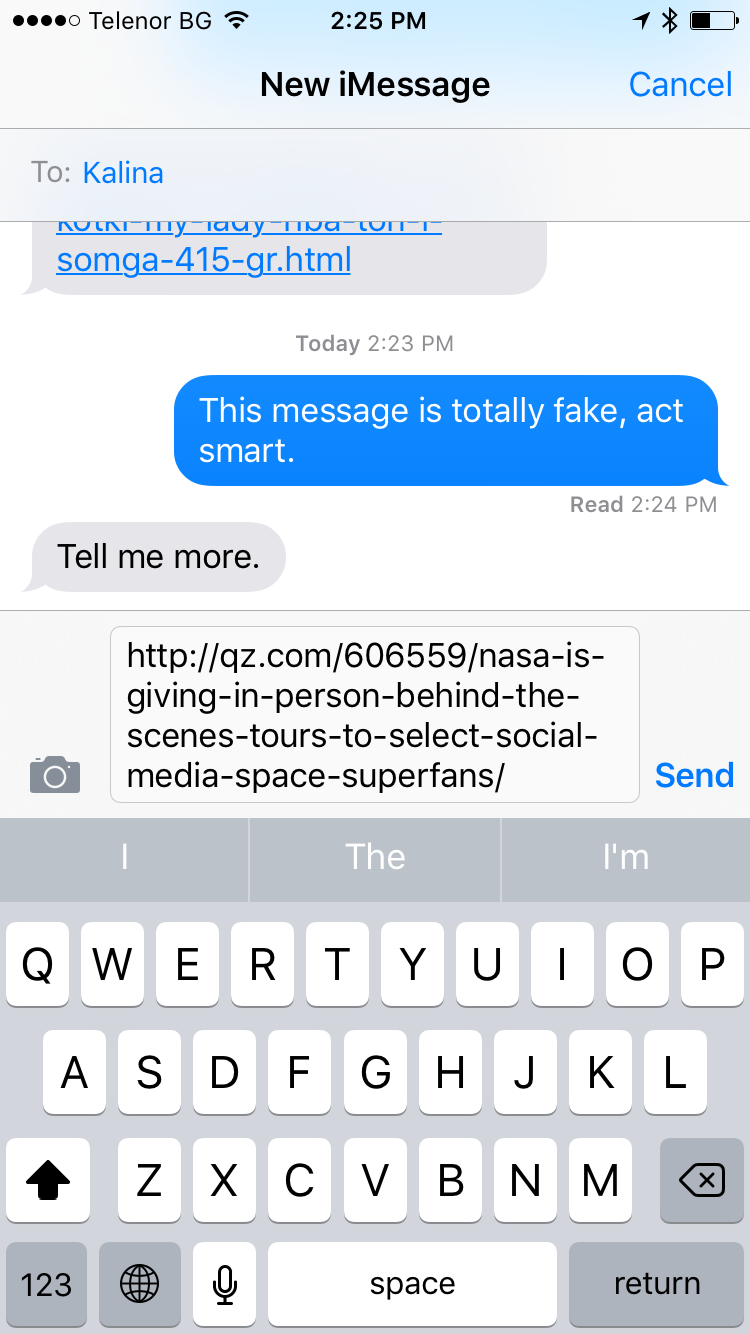 Telenor BG 2:25 PM
New iMessage Cancel
To: Kalina
somga-415-gr.html
Today 2:23 PM
This message is totally fake, act
smart.
Read 2:24 PM
Tell me more.
http://qz.com/606559/nasa-is-
giving-in-person-behind-the-
scenes-tours-to-select-social-
media-space-superfans/
Send
I The I'm
Q W E R T Y U I O P
A S D F G H J K L
Z X C V B N M
123 space return